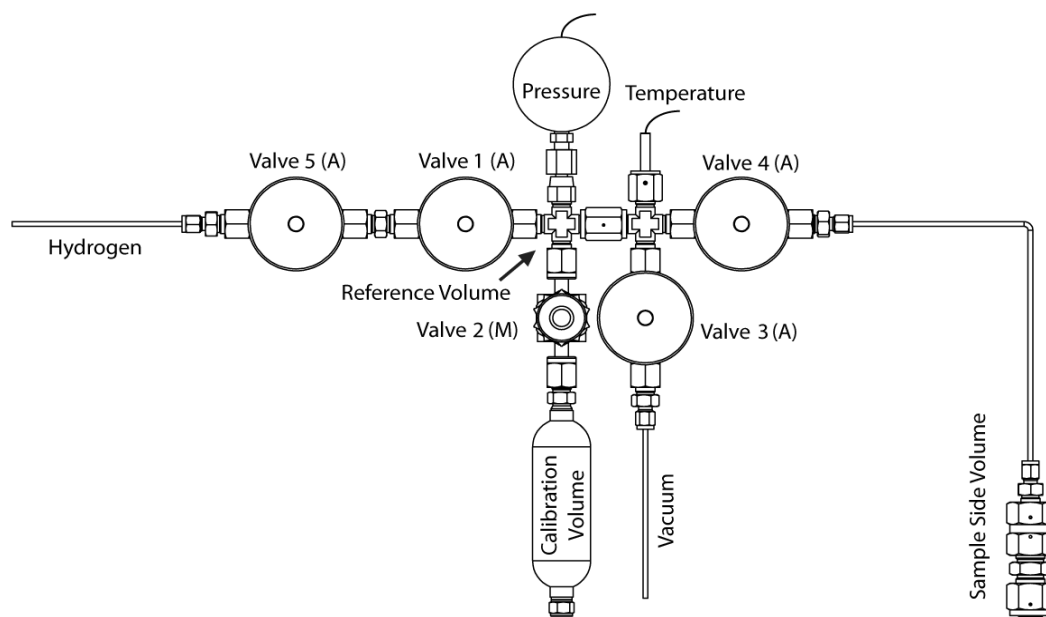 Pressure
Temperature
Valve 5 (A)
Valve 1 (A)
Valve 4 (A)
Hydrogen
Reference Volume
Valve 2 (M)
Valve 3 (A)
Calibration
Volume
Vacuum
Sample Side Volume